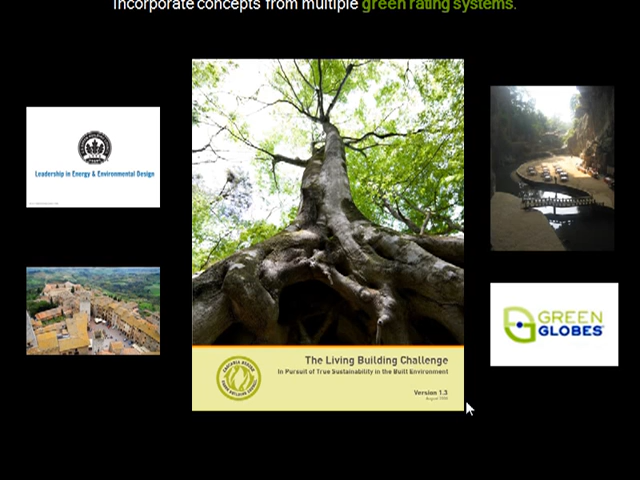 Incorporate concepts from multiple green rating systems.
Leadership in Energy & Environmental Design
GREEN
GLOBES
The Living Building Challenge
In Pursuit of True Sustainability in the Built Environment
Version 1.3